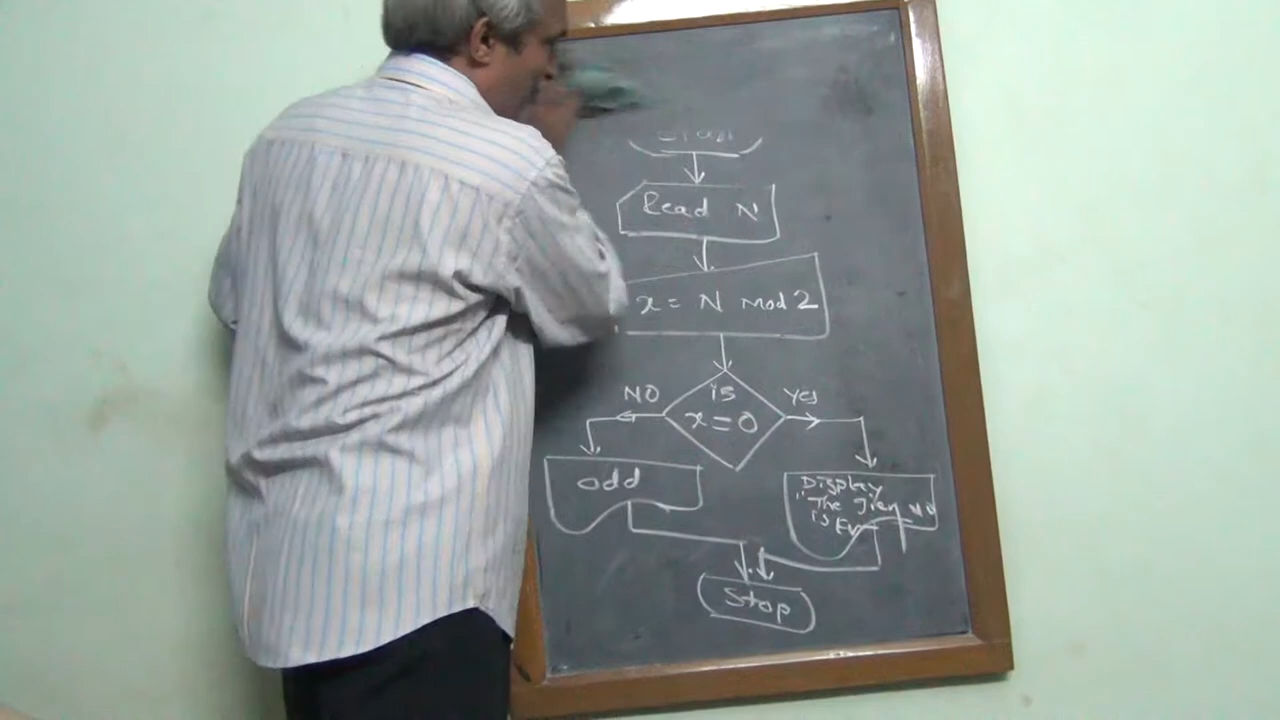 Read N
x = N mod 2
is
x = 0
NO
Yes
odd
Display
"The
is
Stop